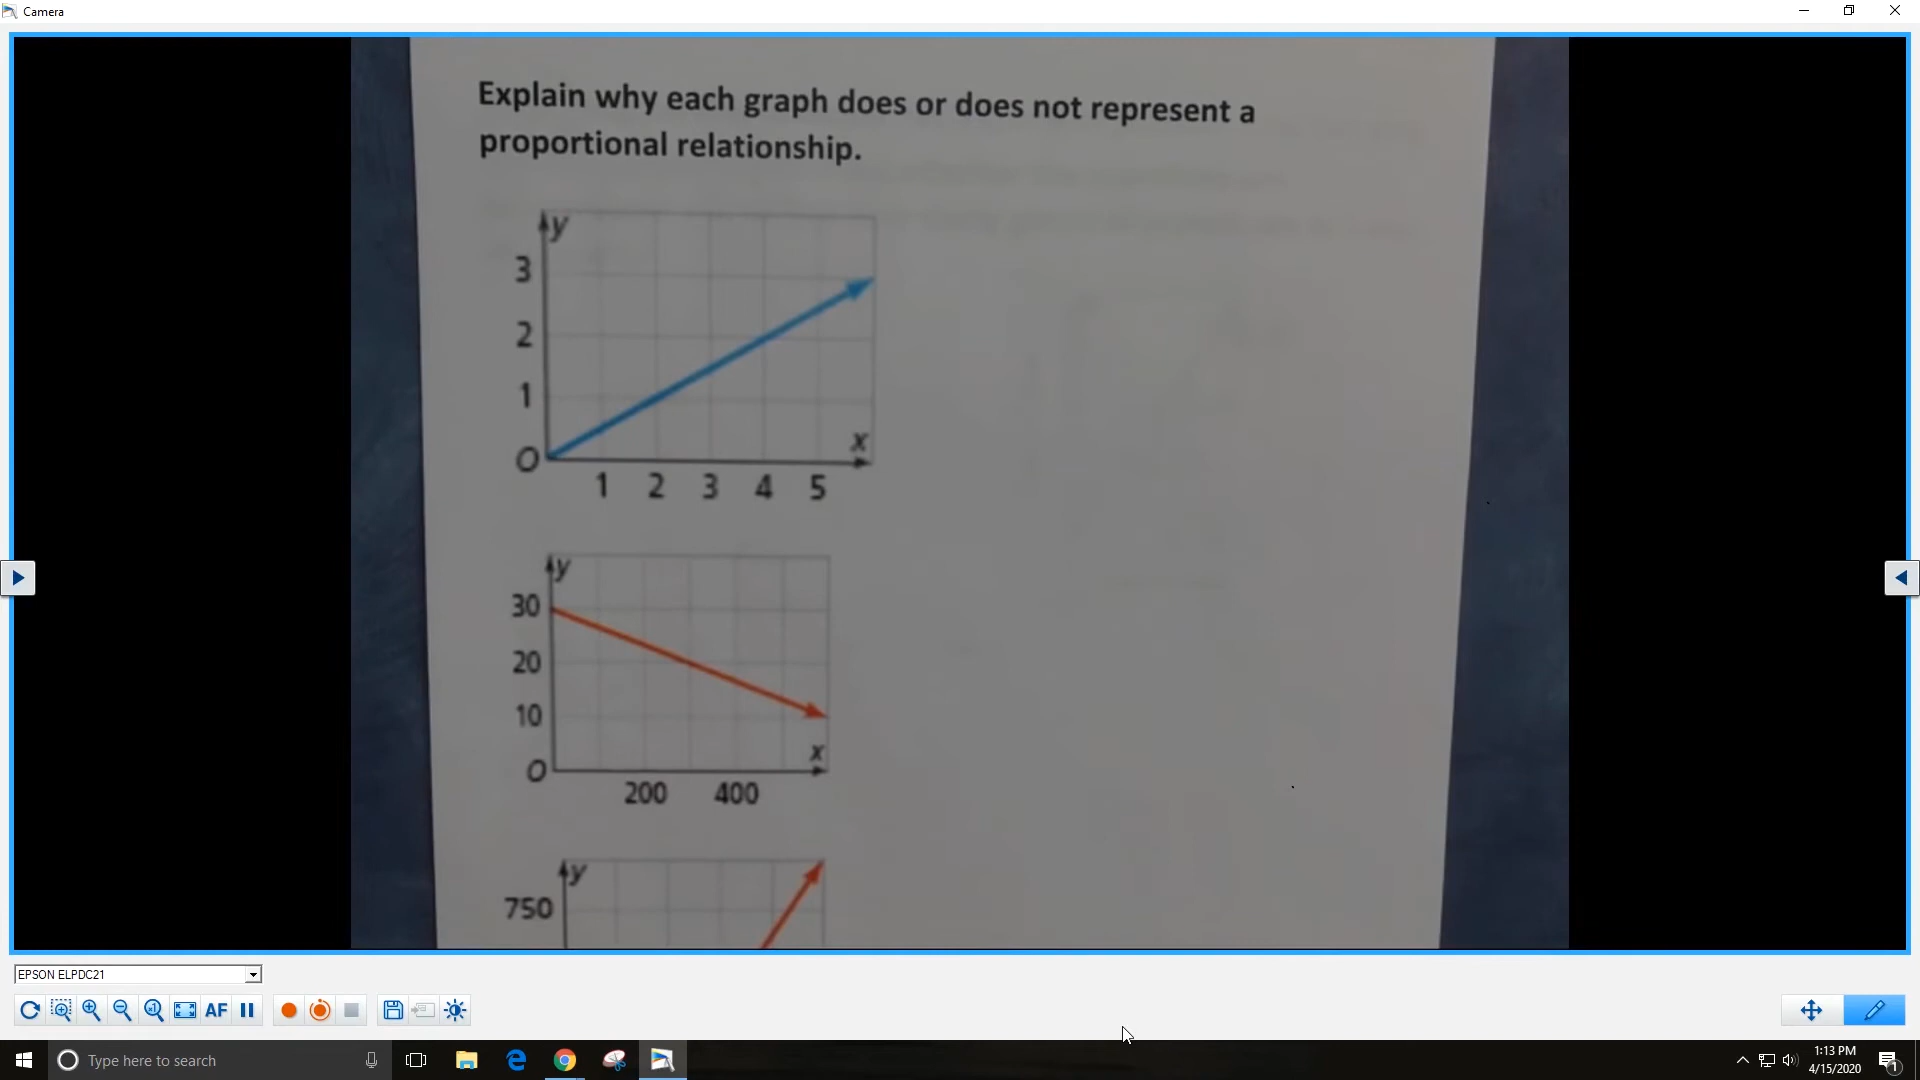 Camera
Explain why each graph does or does not represent a
proportional relationship.
y
3
2
1
O
x
1 2 3 4 5
y
30
20
10
O
x
200 400
y
750
EPSON ELPDC21
AF
Type here to search
1:13 PM
4/15/2020
1